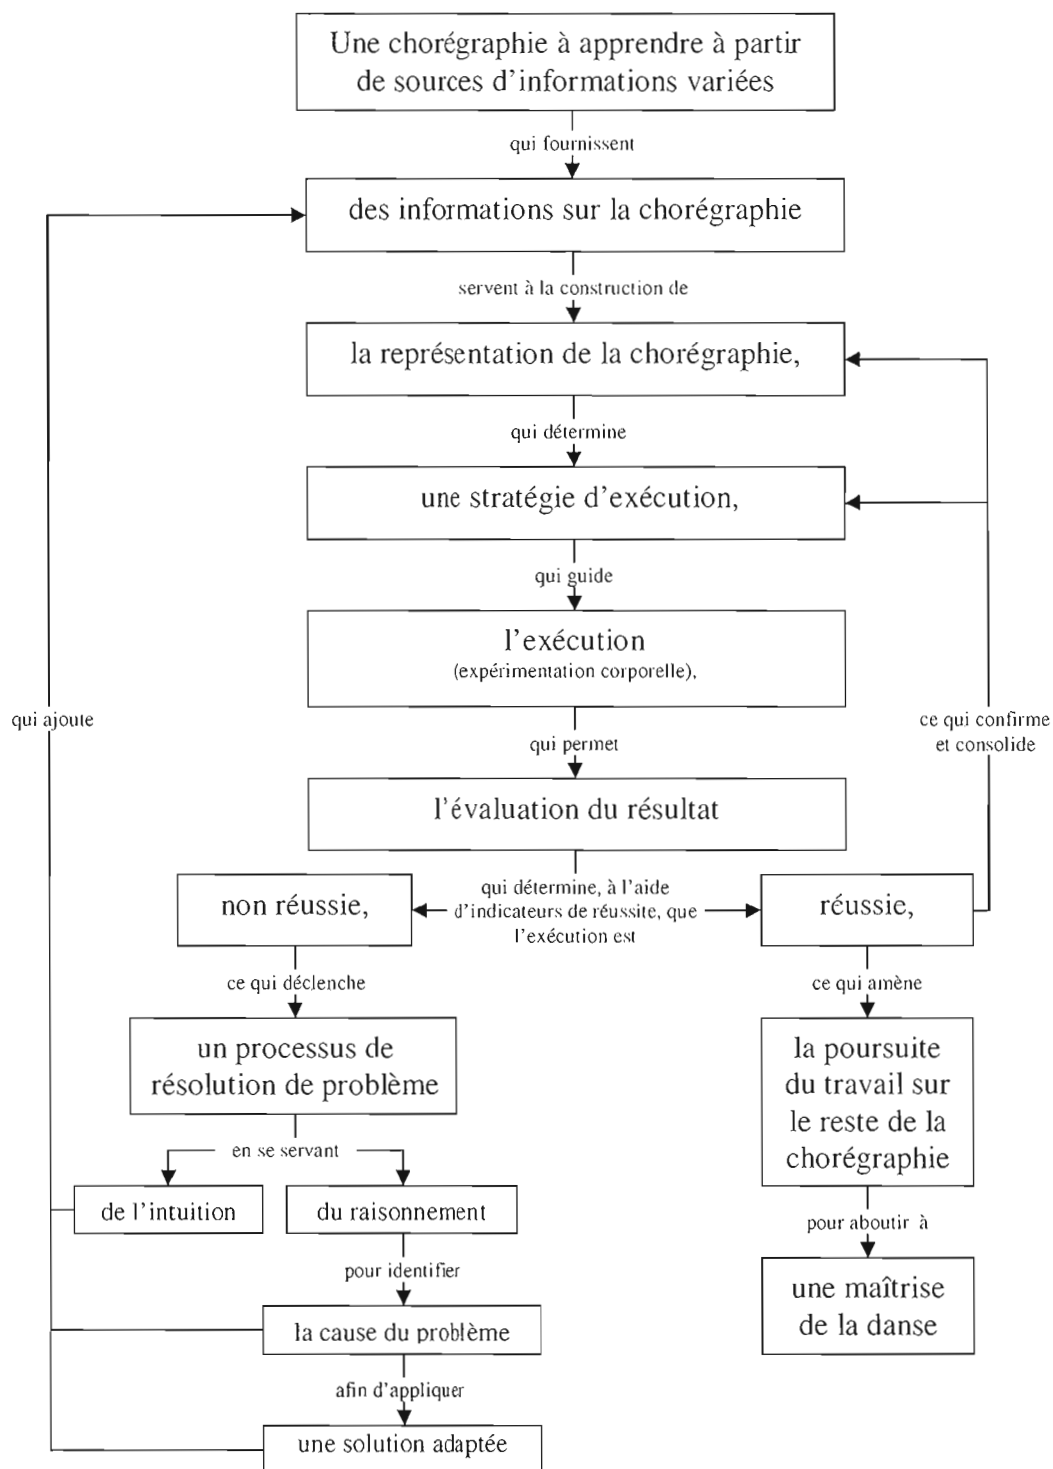 Une chorégraphie à apprendre à partir
de sources d'informations variées
qui fournissent
des informations sur la chorégraphie
servent à la construction de
la représentation de la chorégraphie,
qui détermine
une stratégie d'exécution,
qui guide
l'exécution
(expérimentation corporelle),
qui ajoute
ce qui confirme
et consolide
qui permet
l'évaluation du résultat
qui détermine, à l'aide
d'indicateurs de réussite, que
l'exécution est
non réussie,
réussie,
ce qui déclenche
ce qui amène
un processus de
résolution de problème
la poursuite
du travail sur
le reste de la
chorégraphie
en se servant
de l'intuition
du raisonnement
pour aboutir à
pour identifier
une maîtrise
de la danse
la cause du problème
afin d'appliquer
une solution adaptée